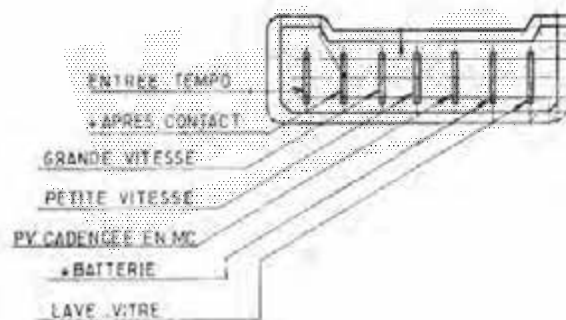 ENTREE TEMPO
+APRES CONTACT
GRANDE VITESSE
PETITE VITESSE
PV CADENCEE EN MC
+BATTERIE
LAVE VITRE